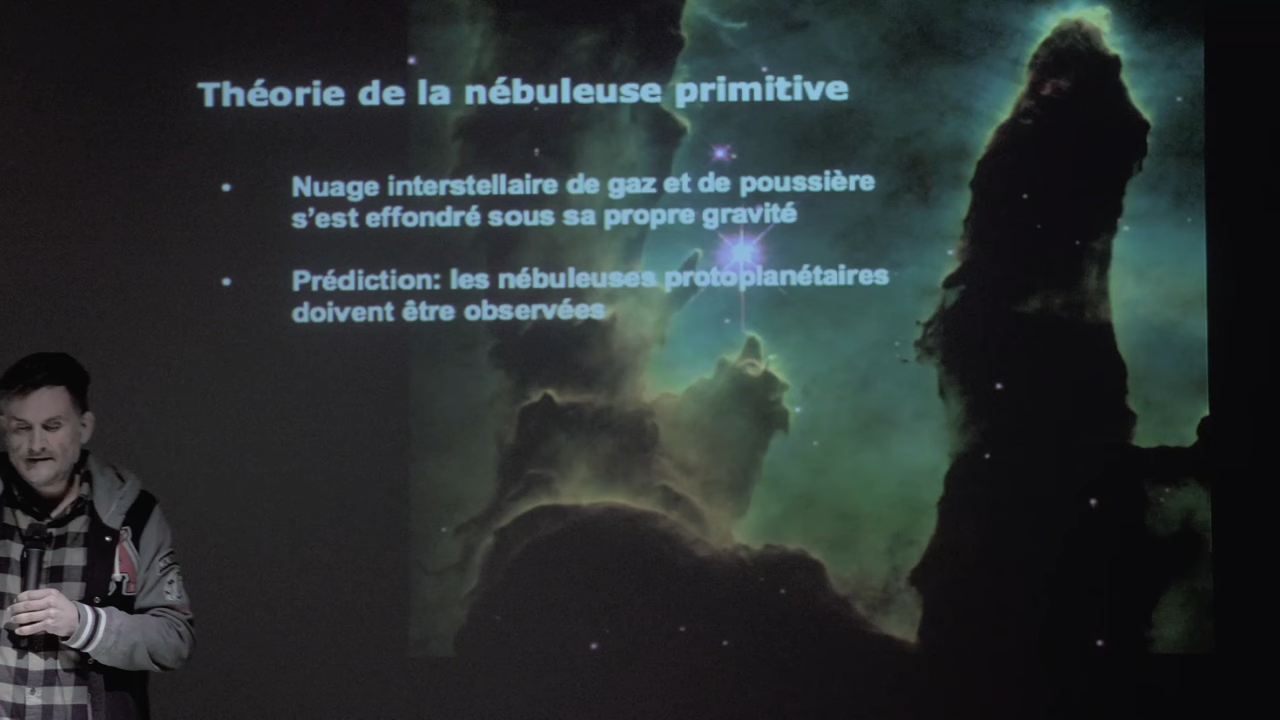 Théorie de la nébuleuse primitive
• Nuage interstellaire de gaz et de poussière
s'est effondré sous sa propre gravité
• Prédiction: les nébuleuses protoplanétaires
doivent être observées